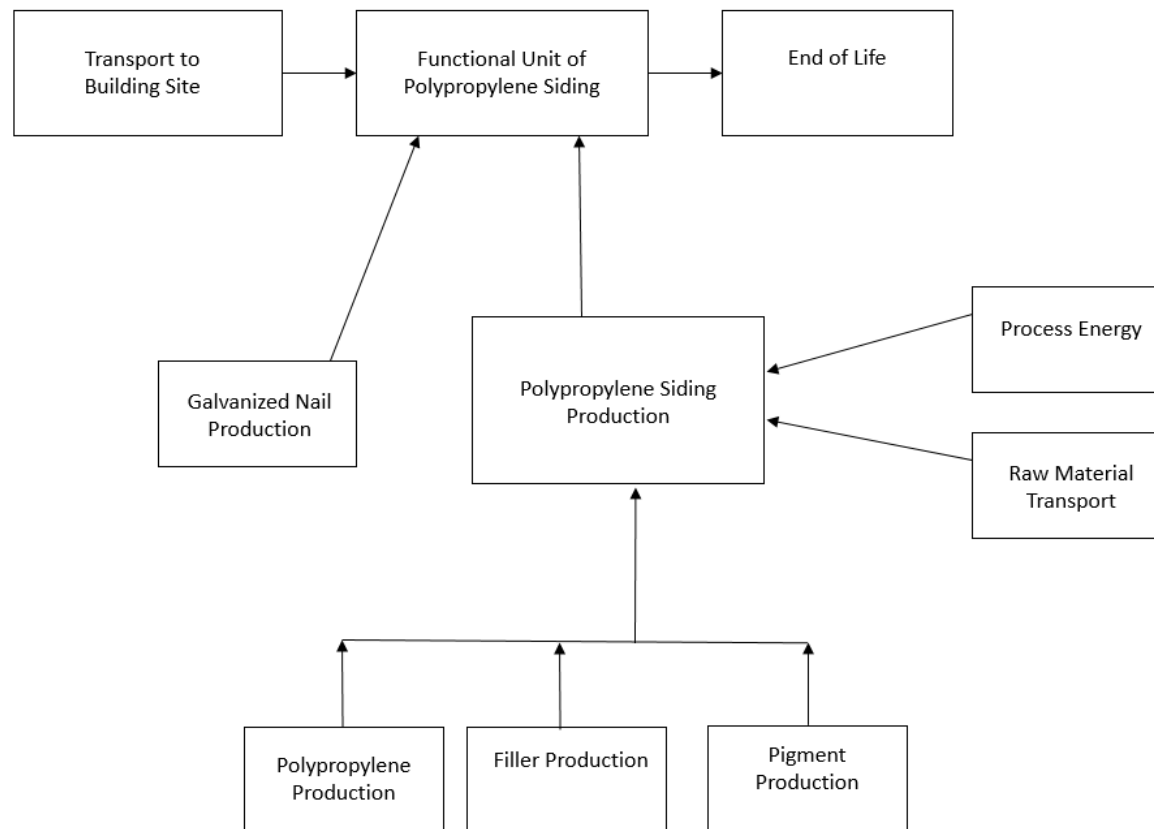 Transport to
Building Site
Functional Unit of
Polypropylene Siding
End of Life
Process Energy
Polypropylene Siding
Production
Galvanized Nail
Production
Raw Material
Transport
Polypropylene
Production
Filler Production
Pigment
Production